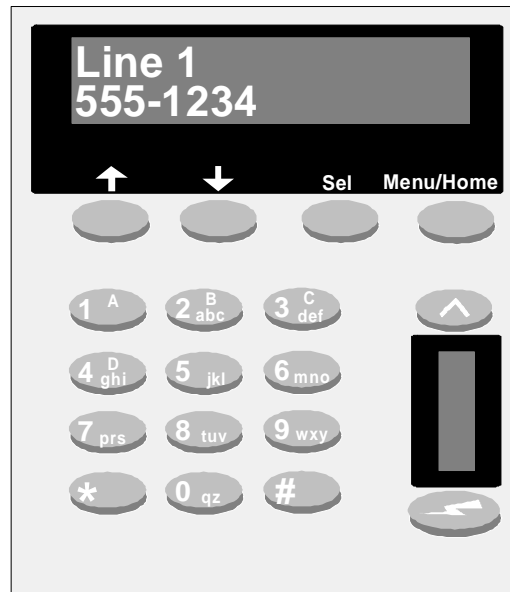 Line 1
555-1234
Sel Menu/Home
1 A 2 B abc 3 C def
4 D ghi 5 jkl 6 mno
7 prs 8 tuv 9 wxy
* 0 qz #